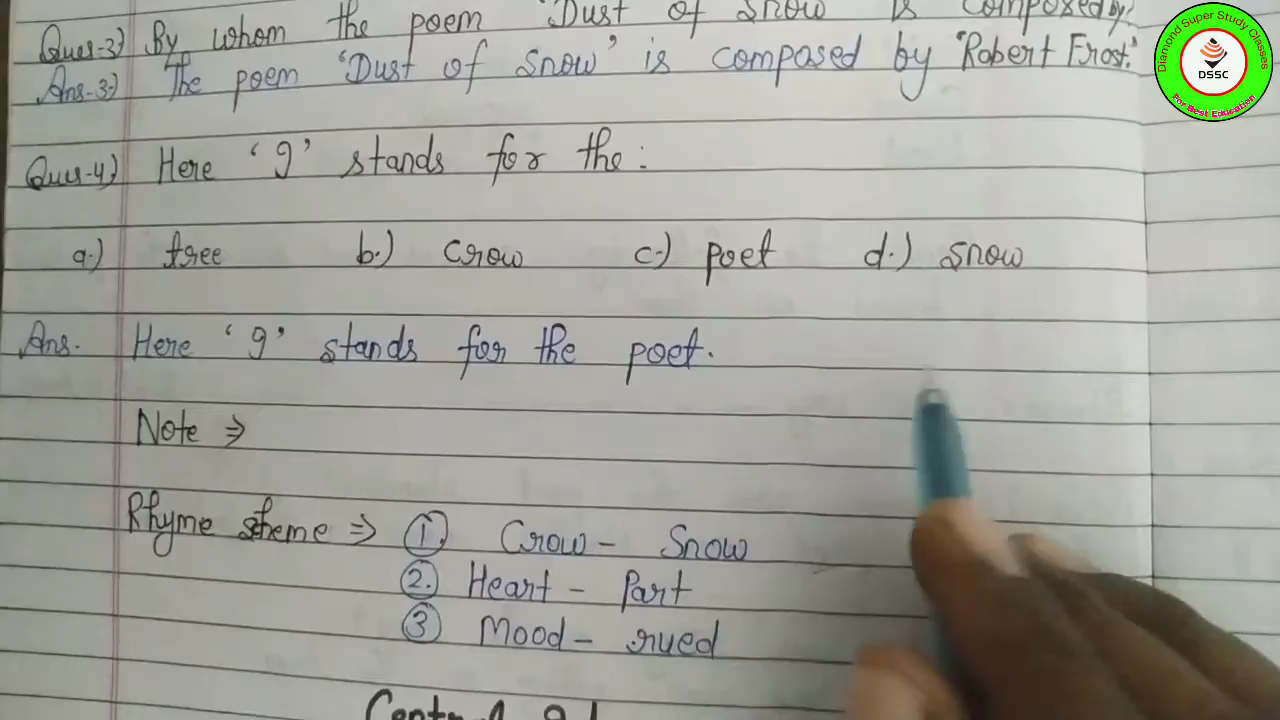 Ques-3) By whom the poem 'Dust of Snow is composed by?
Ans-3) The poem 'Dust of Snow' is composed by 'Robert Frost.'
Ques-4) Here 'I' stands for the:
a.) tree b.) Crow c.) poet d.) Snow
Ans. Here 'I' stands for the poet.
Note ⇒
Rhyme sheme ⇒ 1. Crow - Snow
2. Heart - Part
3 Mood - rued
Diamond Super Study Classes
DSSC
For Best Education